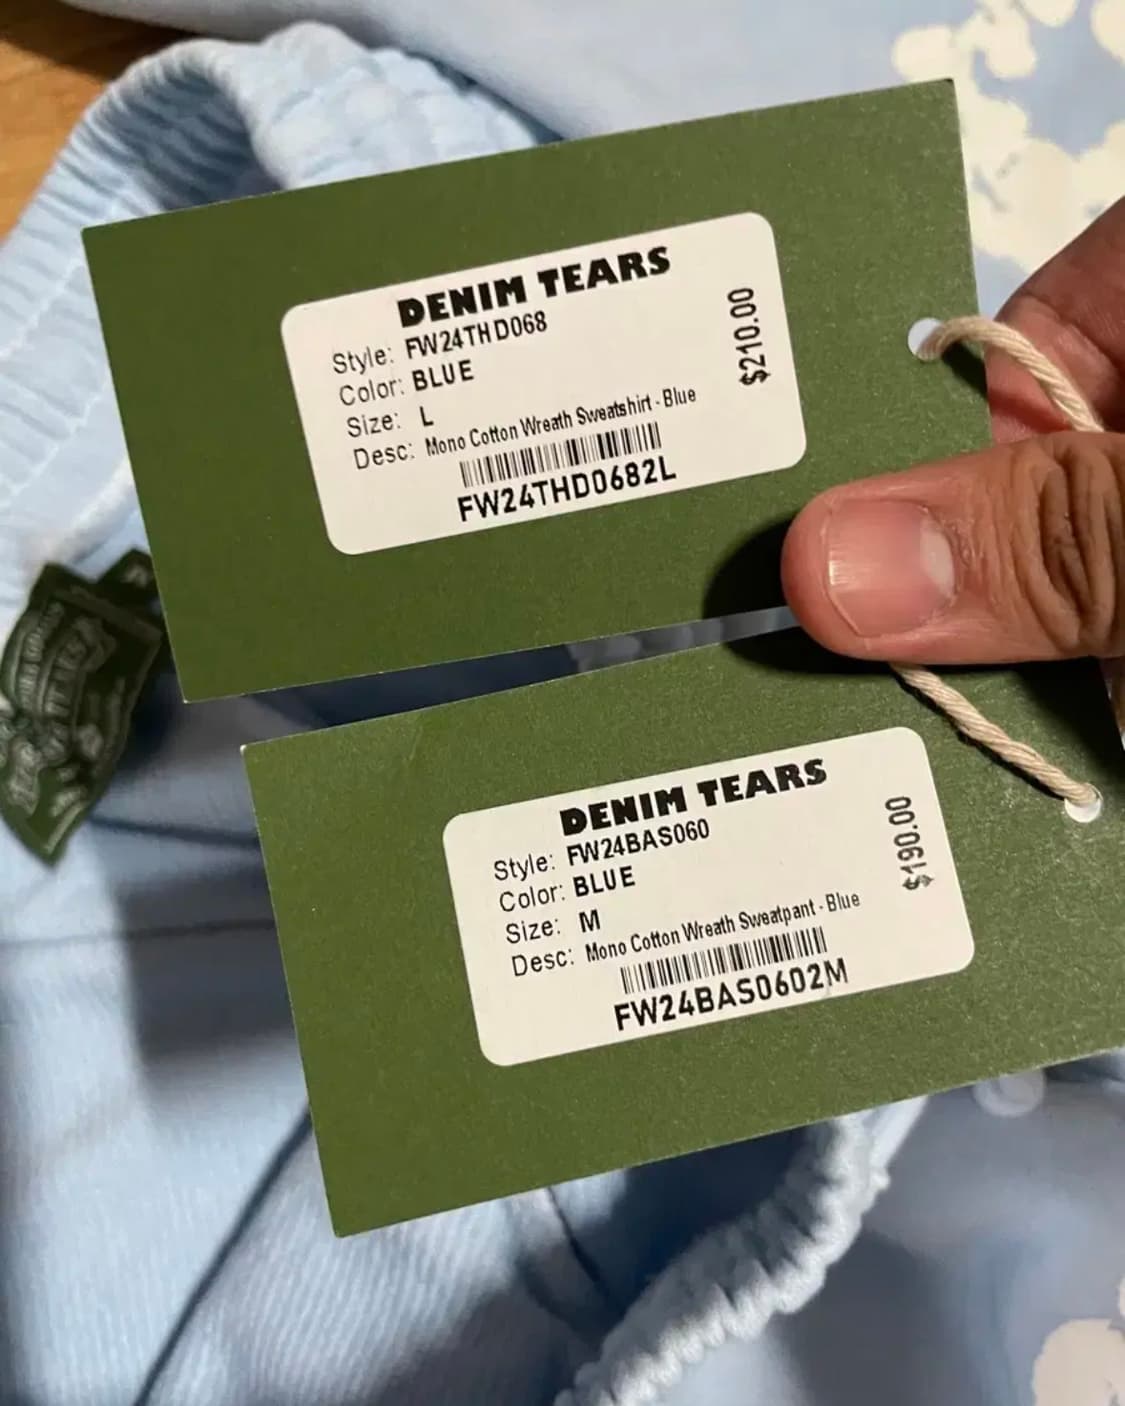 DENIM TEARS
Style: FW24THD068
Color: BLUE
Size: L
Desc: Mono Cotton Wreath Sweatshirt - Blue
FW24THD0682L
$210.00
DENIM TEARS
Style: FW24BAS060
Color: BLUE
Size: M
Desc: Mono Cotton Wreath Sweatpant - Blue
FW24BAS0602M
$190.00